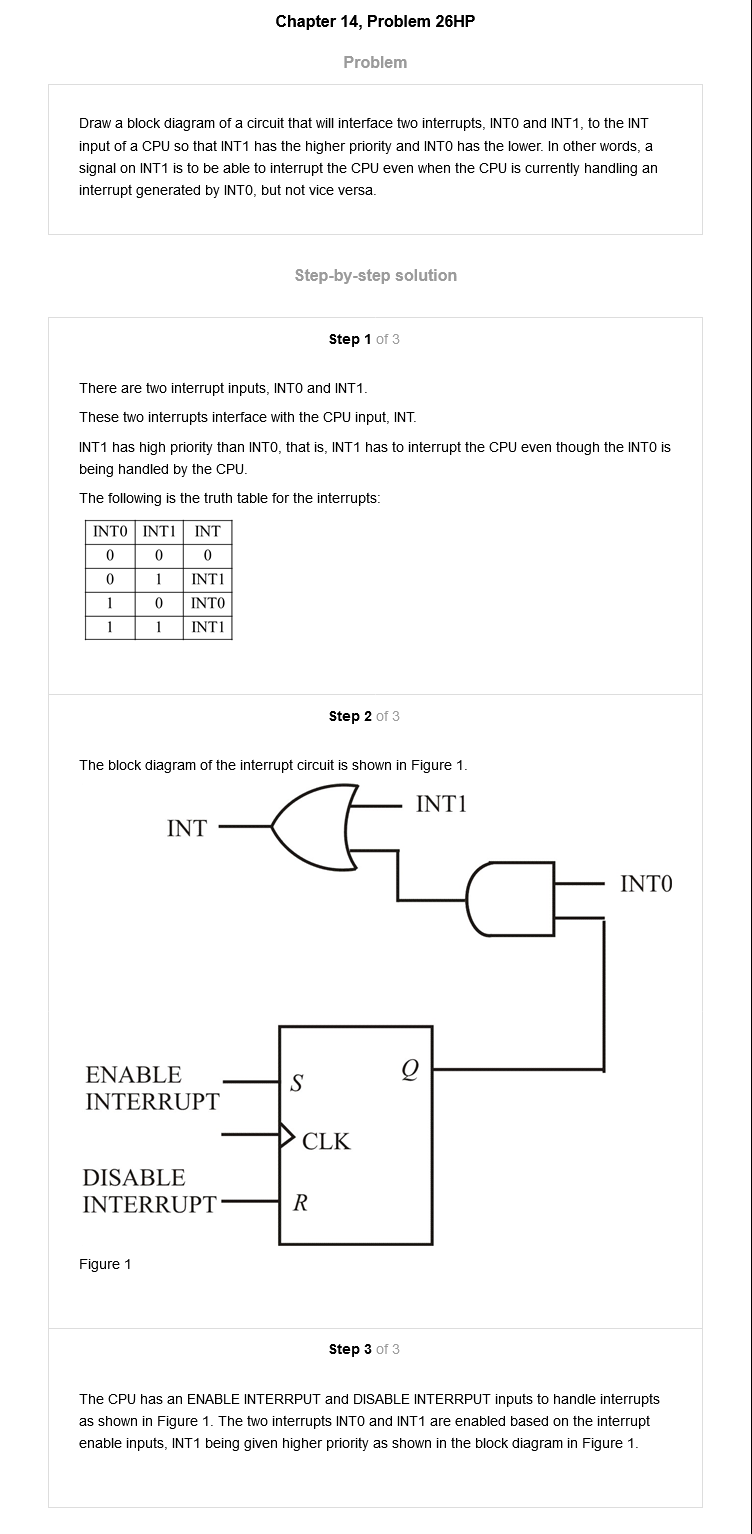 Chapter 14, Problem 26HP
Problem
Draw a block diagram of a circuit that will interface two interrupts, INT0 and INT1, to the INT
input of a CPU so that INT1 has the higher priority and INT0 has the lower. In other words, a
signal on INT1 is to be able to interrupt the CPU even when the CPU is currently handling an
interrupt generated by INT0, but not vice versa.
Step-by-step solution
Step 1 of 3
There are two interrupt inputs, INT0 and INT1.
These two interrupts interface with the CPU input, INT.
INT1 has high priority than INT0, that is, INT1 has to interrupt the CPU even though the INT0 is
being handled by the CPU.
The following is the truth table for the interrupts:
INT0 INT1 INT
0 0 0
0 1 INT1
1 0 INT0
1 1 INT1
Step 2 of 3
The block diagram of the interrupt circuit is shown in Figure 1.
INT1
INT
INT0
ENABLE
INTERRUPT
S
Q
CLK
DISABLE
INTERRUPT
R
Figure 1
Step 3 of 3
The CPU has an ENABLE INTERRPUT and DISABLE INTERRPUT inputs to handle interrupts
as shown in Figure 1. The two interrupts INT0 and INT1 are enabled based on the interrupt
enable inputs, INT1 being given higher priority as shown in the block diagram in Figure 1.